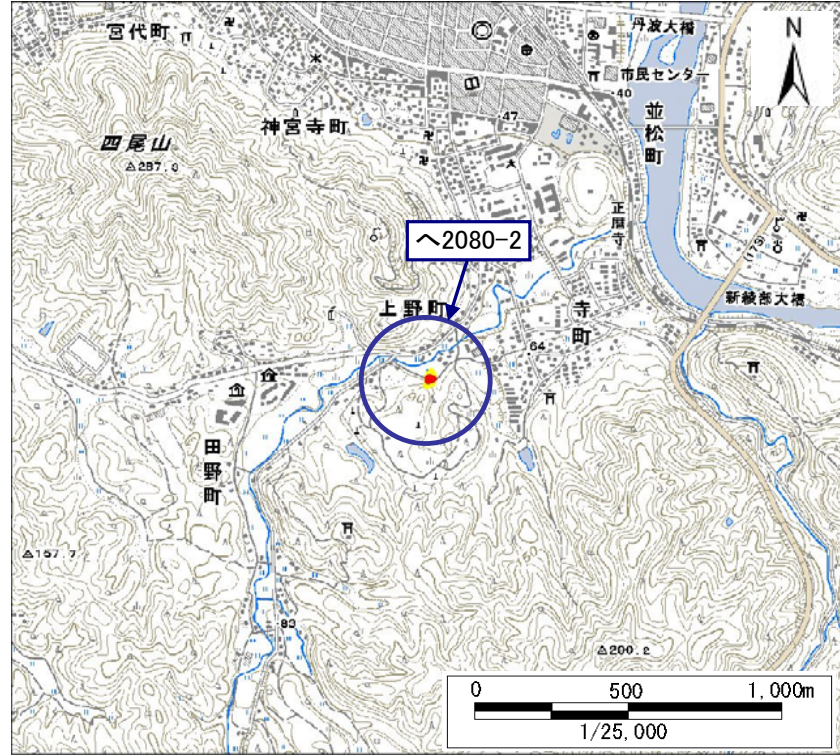 宮代町
丹波大橋
N
市民センター
·40
·47
並松町
神宮寺町
四尾山
△287.9
正暦寺
へ2080-2
(173)
上野町
寺町
新綾部大橋
·64
田野町
△157.7
·83
△200.2
0 500 1,000m
1/25,000